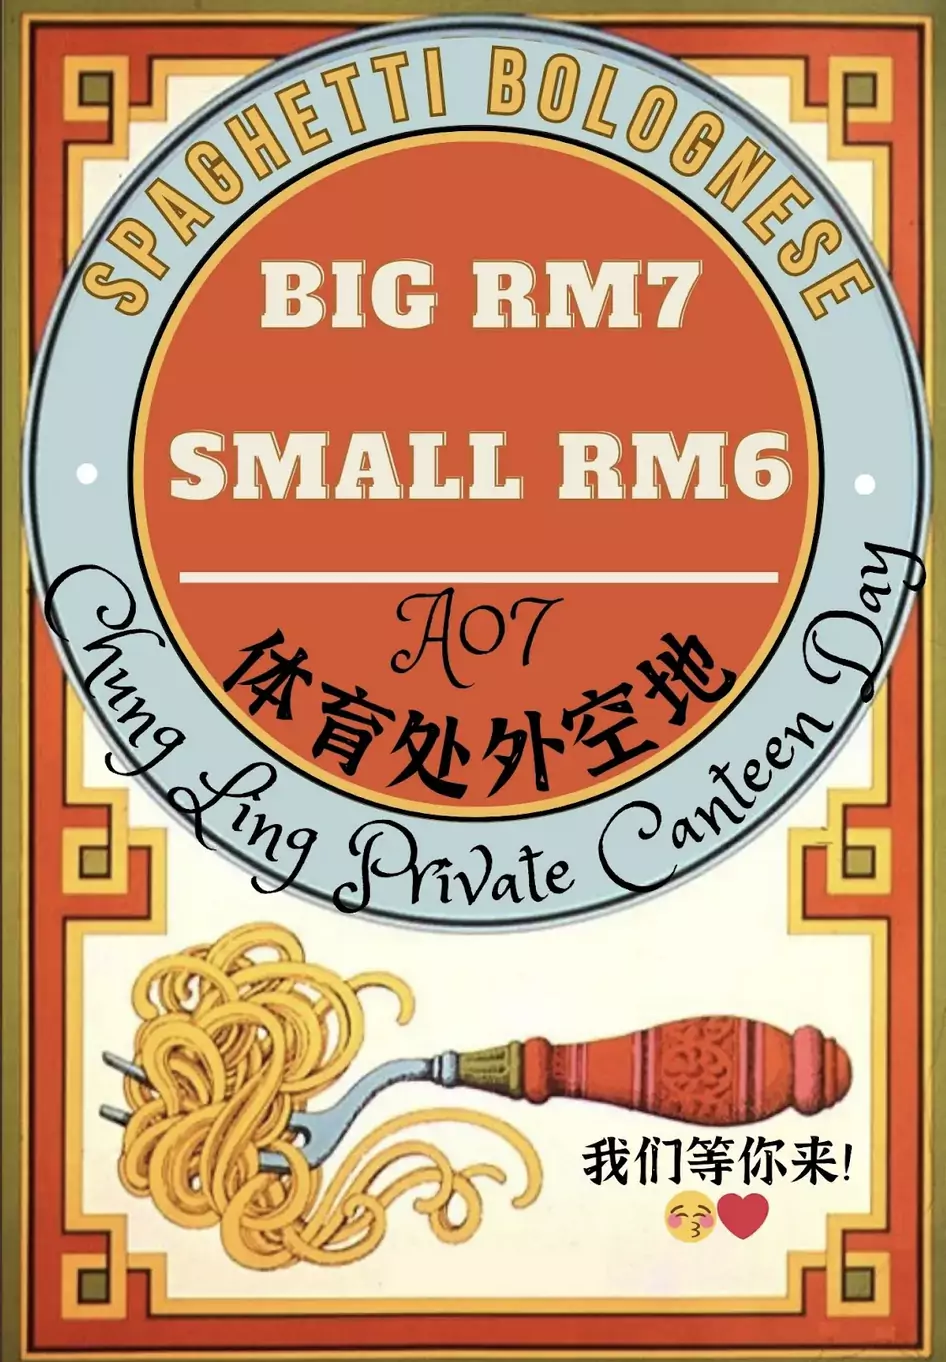 SPAGHETTI BOLOGNESE
BIG RM7
SMALL RM6
A07
体育处外空地
Chung Ling Private Canteen Day
我们等你来!